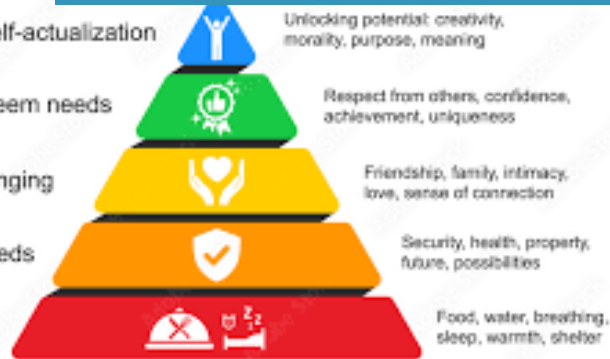 elf-actualization
Unlocking potential: creativity,
morality, purpose, meaning
eem needs
Respect from others, confidence,
achievement, uniqueness
nging
Friendship, family, intimacy,
love, sense of connection
eds
Security, health, property,
future, possibilities
Food, water, breathing,
sleep, warmth, shelter